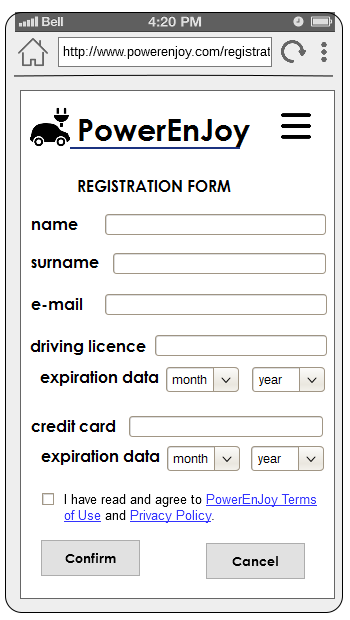 Bell 4:20 PM
http://www.powerenjoy.com/registrat
PowerEnJoy
REGISTRATION FORM
name
surname
e-mail
driving licence
expiration data month year
credit card
expiration data month year
I have read and agree to PowerEnJoy Terms
of Use and Privacy Policy.
Confirm Cancel